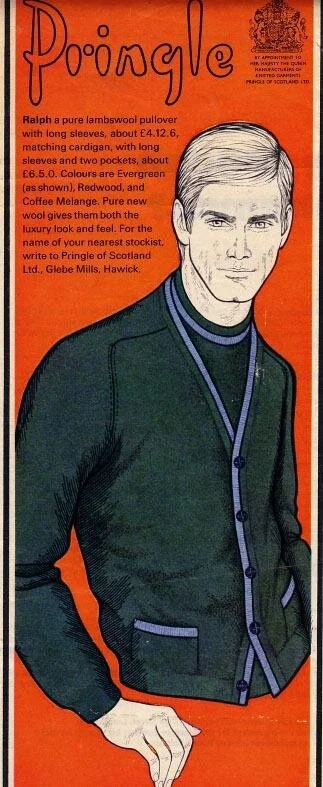 Pringle
BY APPOINTMENT TO
HER MAJESTY THE QUEEN
MANUFACTURERS OF
KNITTED GARMENTS
PRINGLE OF SCOTLAND LTD.
Ralph a pure lambswool pullover
with long sleeves, about £4.12.6,
matching cardigan, with long
sleeves and two pockets, about
£6.5.0. Colours are Evergreen
(as shown), Redwood, and
Coffee Melange. Pure new
wool gives them both the
luxury look and feel. For the
name of your nearest stockist,
write to Pringle of Scotland
Ltd., Glebe Mills, Hawick.